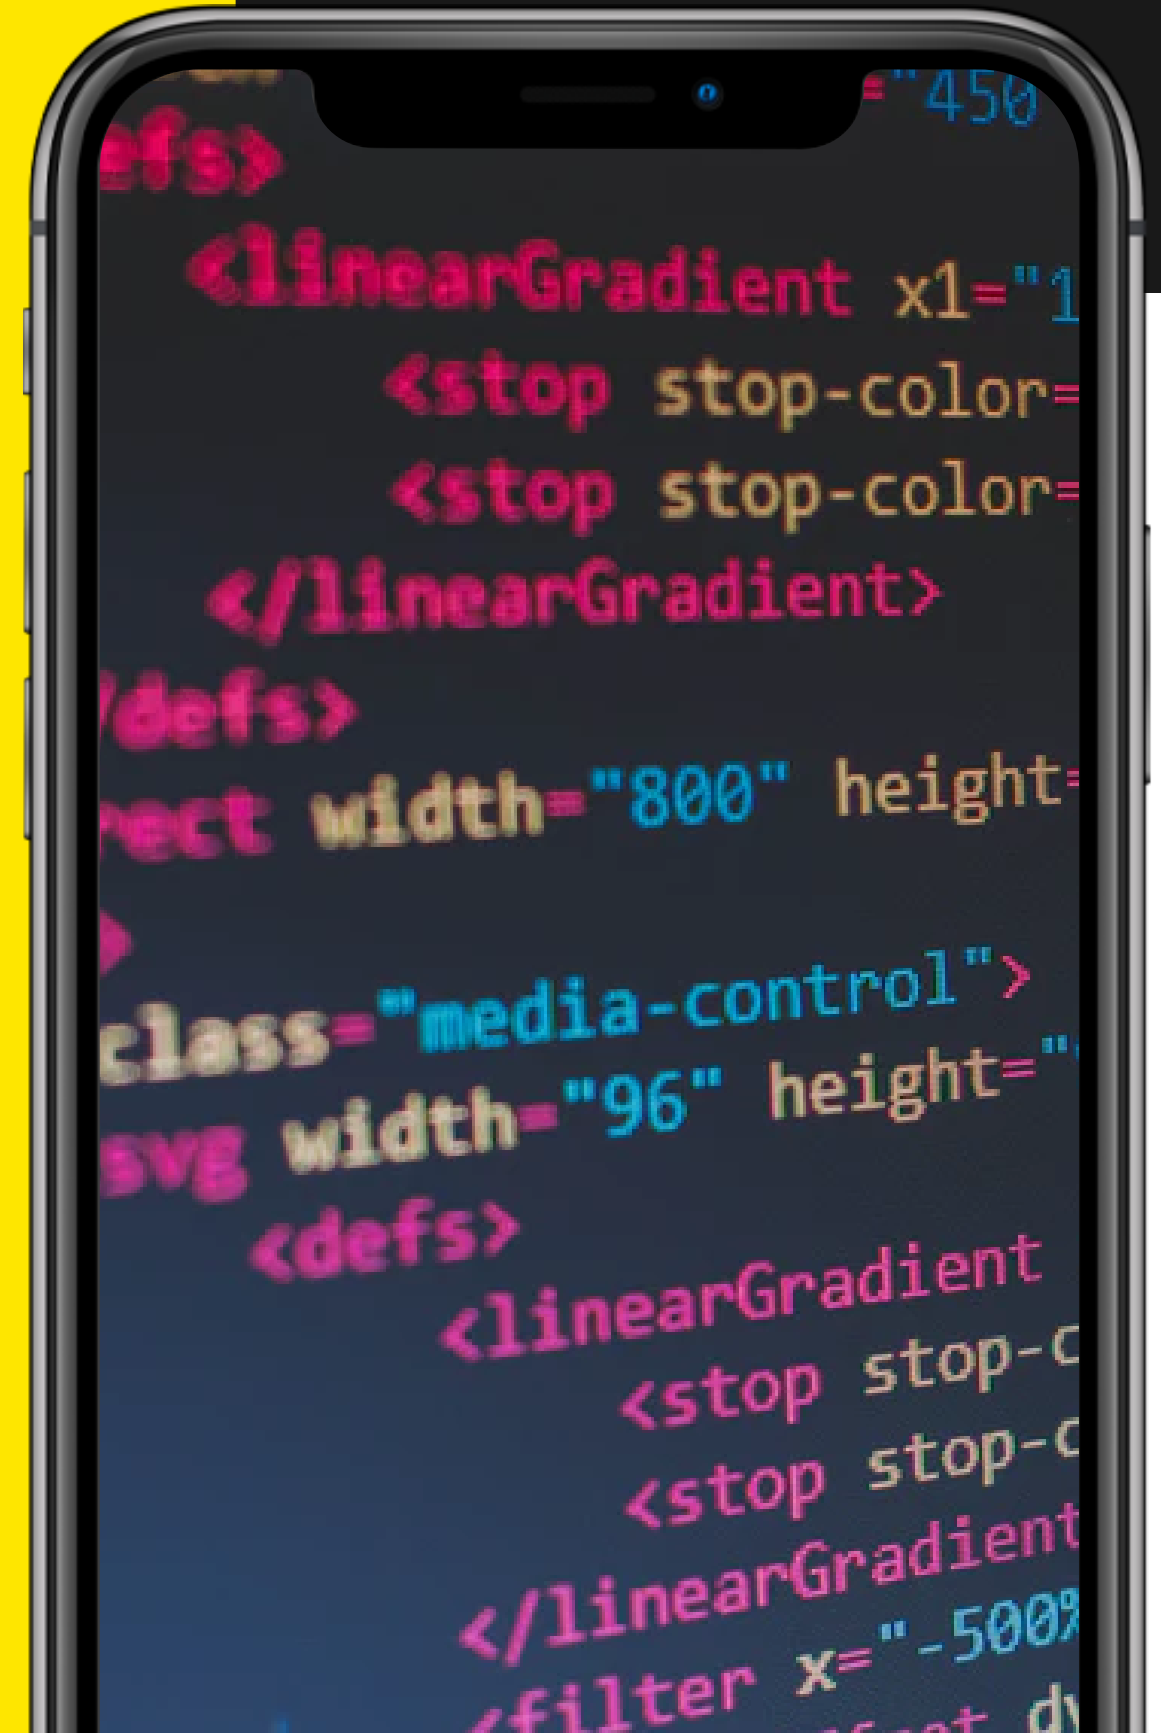 ="450
efs>
<linearGradient x1="1
<stop stop-color=
<stop stop-color=
</linearGradient>
/defs>
rect width="800" height=
>
class="media-control">
svg width="96" height="
<defs>
<linearGradient
<stop stop-c
<stop stop-c
</linearGradient
<filter x="-500%
dy